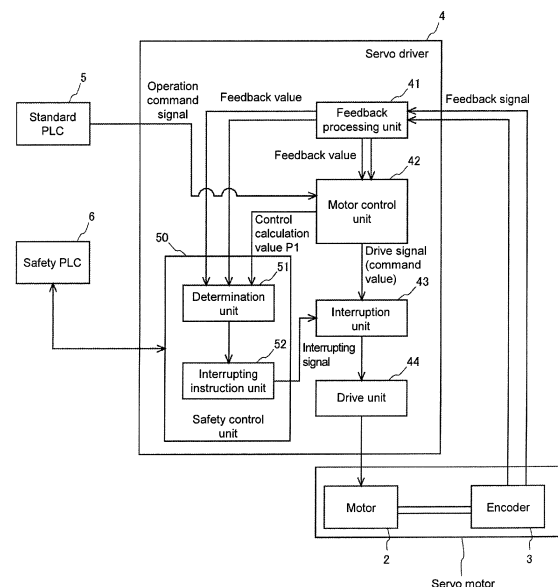 4
Servo driver
5
Standard PLC
Operation
command
signal
Feedback value
41
Feedback
processing unit
Feedback signal
Feedback value
42
Motor control
unit
6
Safety PLC
50
Control
calculation
value P1
51
Determination
unit
Drive signal
(command
value)
43
Interruption
unit
52
Interrupting
instruction unit
Interrupting
signal
44
Drive unit
Safety control
unit
Motor
Encoder
2
3
Servo motor